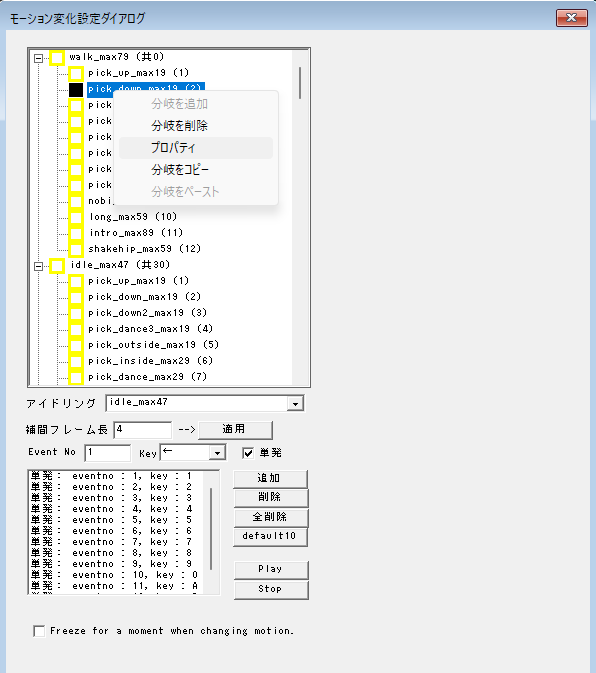 モーション変化設定ダイアログ
walk_max79 (共0)
pick_up_max19 (1)
pick_down_max19 (2)
pick
分岐を追加
pick
分岐を削除
pick
プロパティ
pick
分岐をコピー
pick
分岐をペースト
pick
nobi
long_max59 (10)
intro_max89 (11)
shakehip_max59 (12)
idle_max47 (共30)
pick_up_max19 (1)
pick_down_max19 (2)
pick_down2_max19 (3)
pick_dance3_max19 (4)
pick_outside_max19 (5)
pick_inside_max29 (6)
pick_dance_max29 (7)
アイドリング idle_max47
補間フレーム長 4 --> 適用
Event No 1 Key ← 単発
単発: eventno : 1, key : 1
単発: eventno : 2, key : 2
単発: eventno : 3, key : 3
単発: eventno : 4, key : 4
単発: eventno : 5, key : 5
単発: eventno : 6, key : 6
単発: eventno : 7, key : 7
単発: eventno : 8, key : 8
単発: eventno : 9, key : 9
単発: eventno : 10, key : 0
単発: eventno : 11, key : A
追加
削除
全削除
default10
Play
Stop
Freeze for a moment when changing motion.